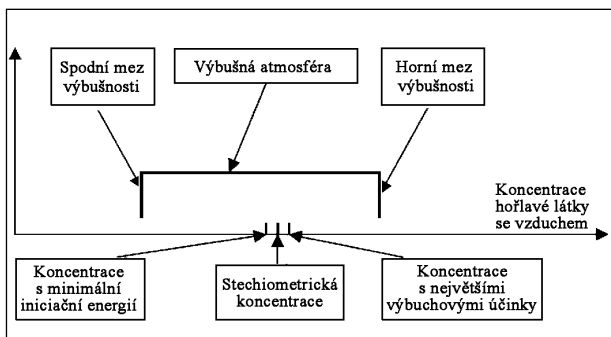 Spodní mez
výbušnosti
Výbušná atmosféra
Horní mez
výbušnosti
Koncentrace
hořlavé látky
se vzduchem
Koncentrace
s minimální
iniciační energií
Stechiometrická
koncentrace
Koncentrace
s největšími
výbuchovými účinky